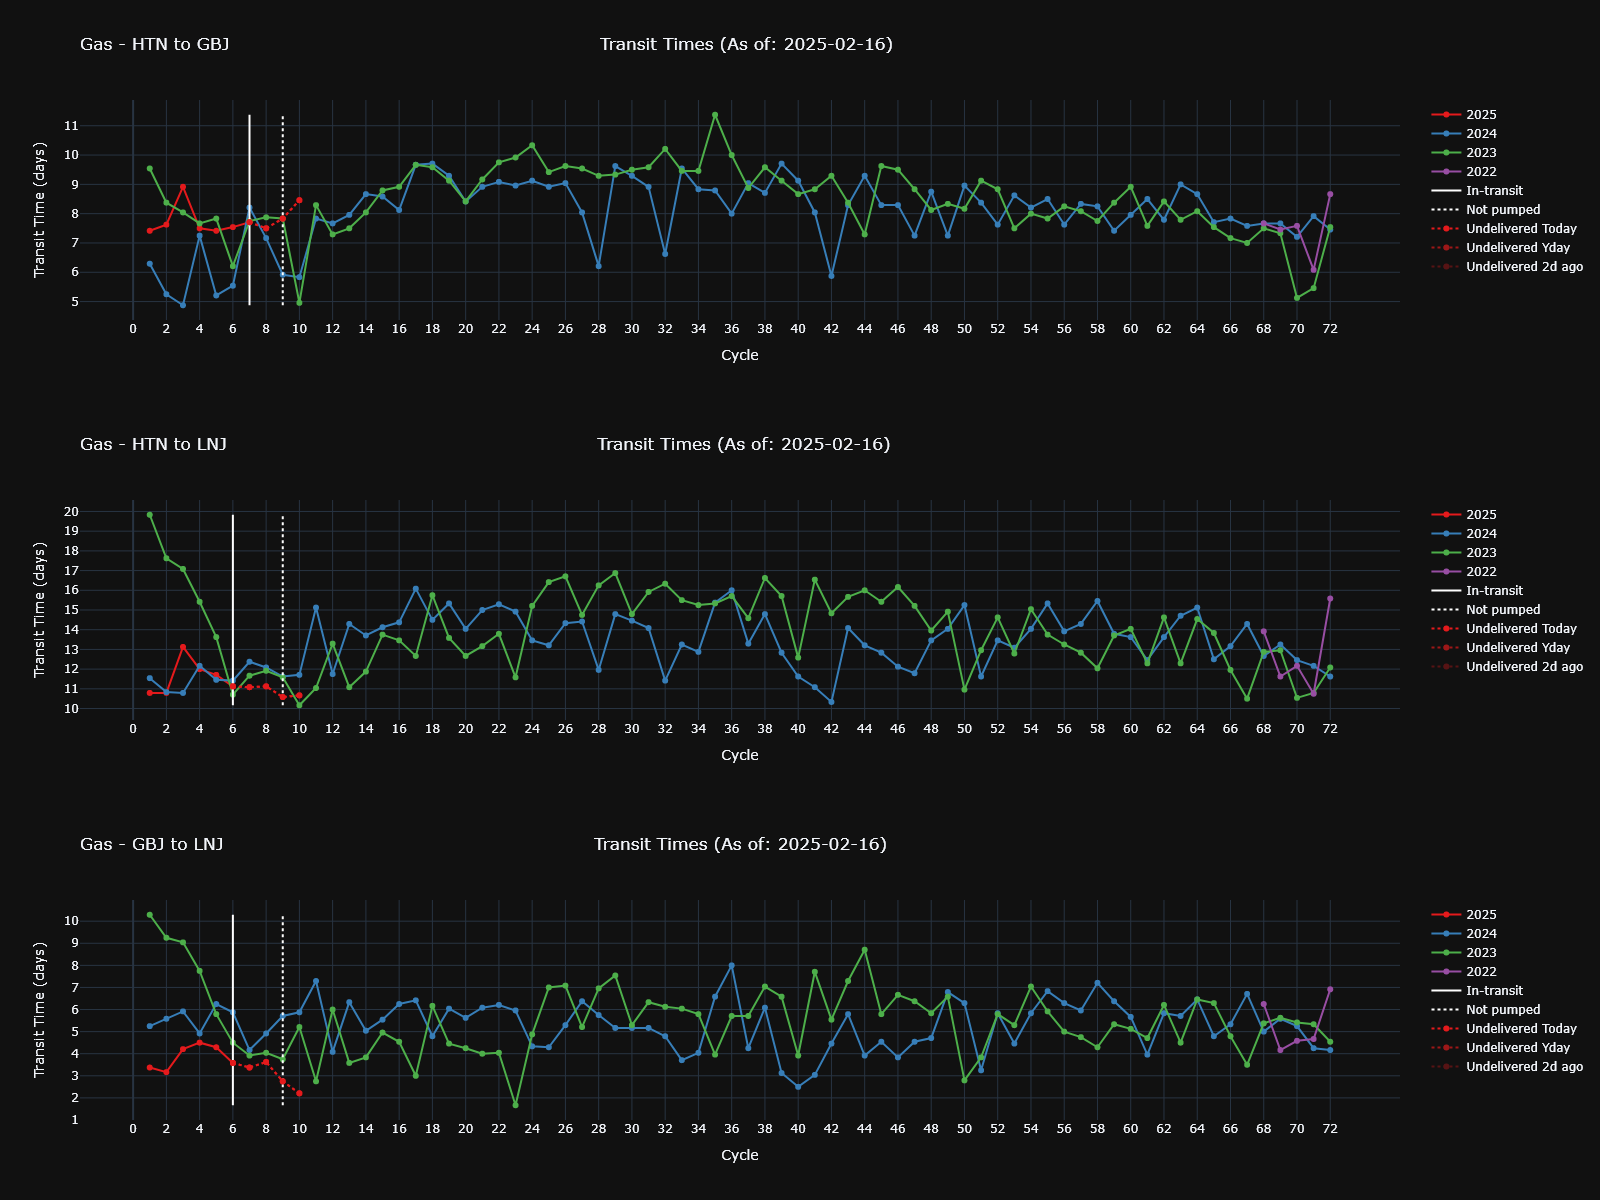 Gas - HTN to GBJ
Transit Times (As of: 2025-02-16)
Transit Time (days)
11
10
9
8
7
6
5
0 2 4 6 8 10 12 14 16 18 20 22 24 26 28 30 32 34 36 38 40 42 44 46 48 50 52 54 56 58 60 62 64 66 68 70 72
Cycle
2025
2024
2023
2022
In-transit
Not pumped
Undelivered Today
Undelivered Yday
Undelivered 2d ago
Gas - HTN to LNJ
Transit Times (As of: 2025-02-16)
Transit Time (days)
20
19
18
17
16
15
14
13
12
11
10
0 2 4 6 8 10 12 14 16 18 20 22 24 26 28 30 32 34 36 38 40 42 44 46 48 50 52 54 56 58 60 62 64 66 68 70 72
Cycle
2025
2024
2023
2022
In-transit
Not pumped
Undelivered Today
Undelivered Yday
Undelivered 2d ago
Gas - GBJ to LNJ
Transit Times (As of: 2025-02-16)
Transit Time (days)
10
9
8
7
6
5
4
3
2
1
0 2 4 6 8 10 12 14 16 18 20 22 24 26 28 30 32 34 36 38 40 42 44 46 48 50 52 54 56 58 60 62 64 66 68 70 72
Cycle
2025
2024
2023
2022
In-transit
Not pumped
Undelivered Today
Undelivered Yday
Undelivered 2d ago